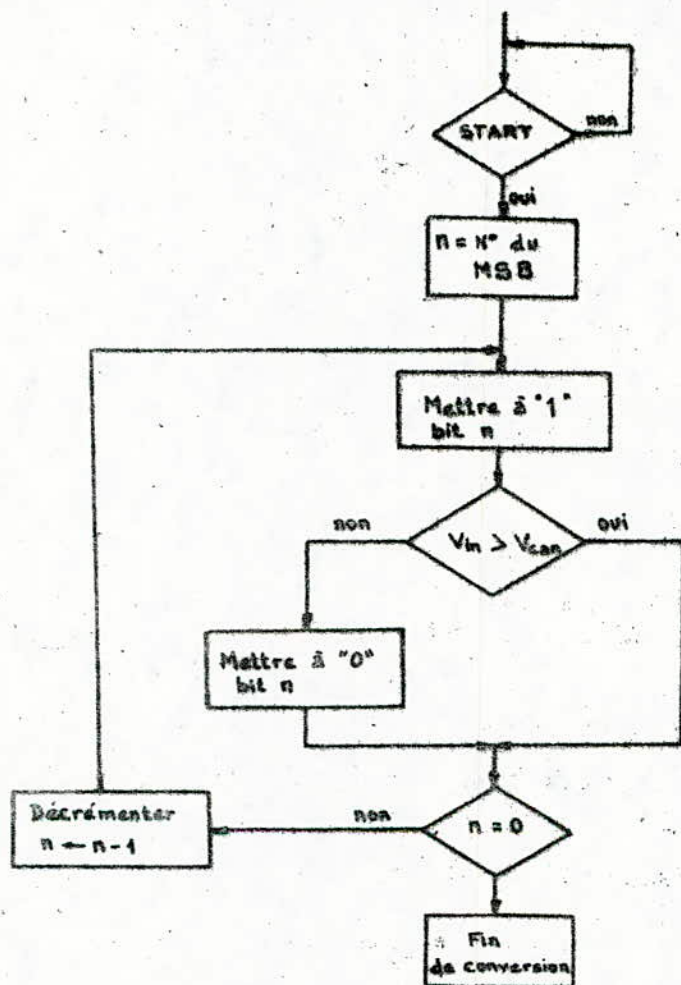 START
non
oui
n = N° du
MSB
Mettre à "1"
bit n
non
oui
Vin > Vcan
Mettre à "0"
bit n
Décrémenter
n ← n-1
non
n = 0
Fin
de conversion